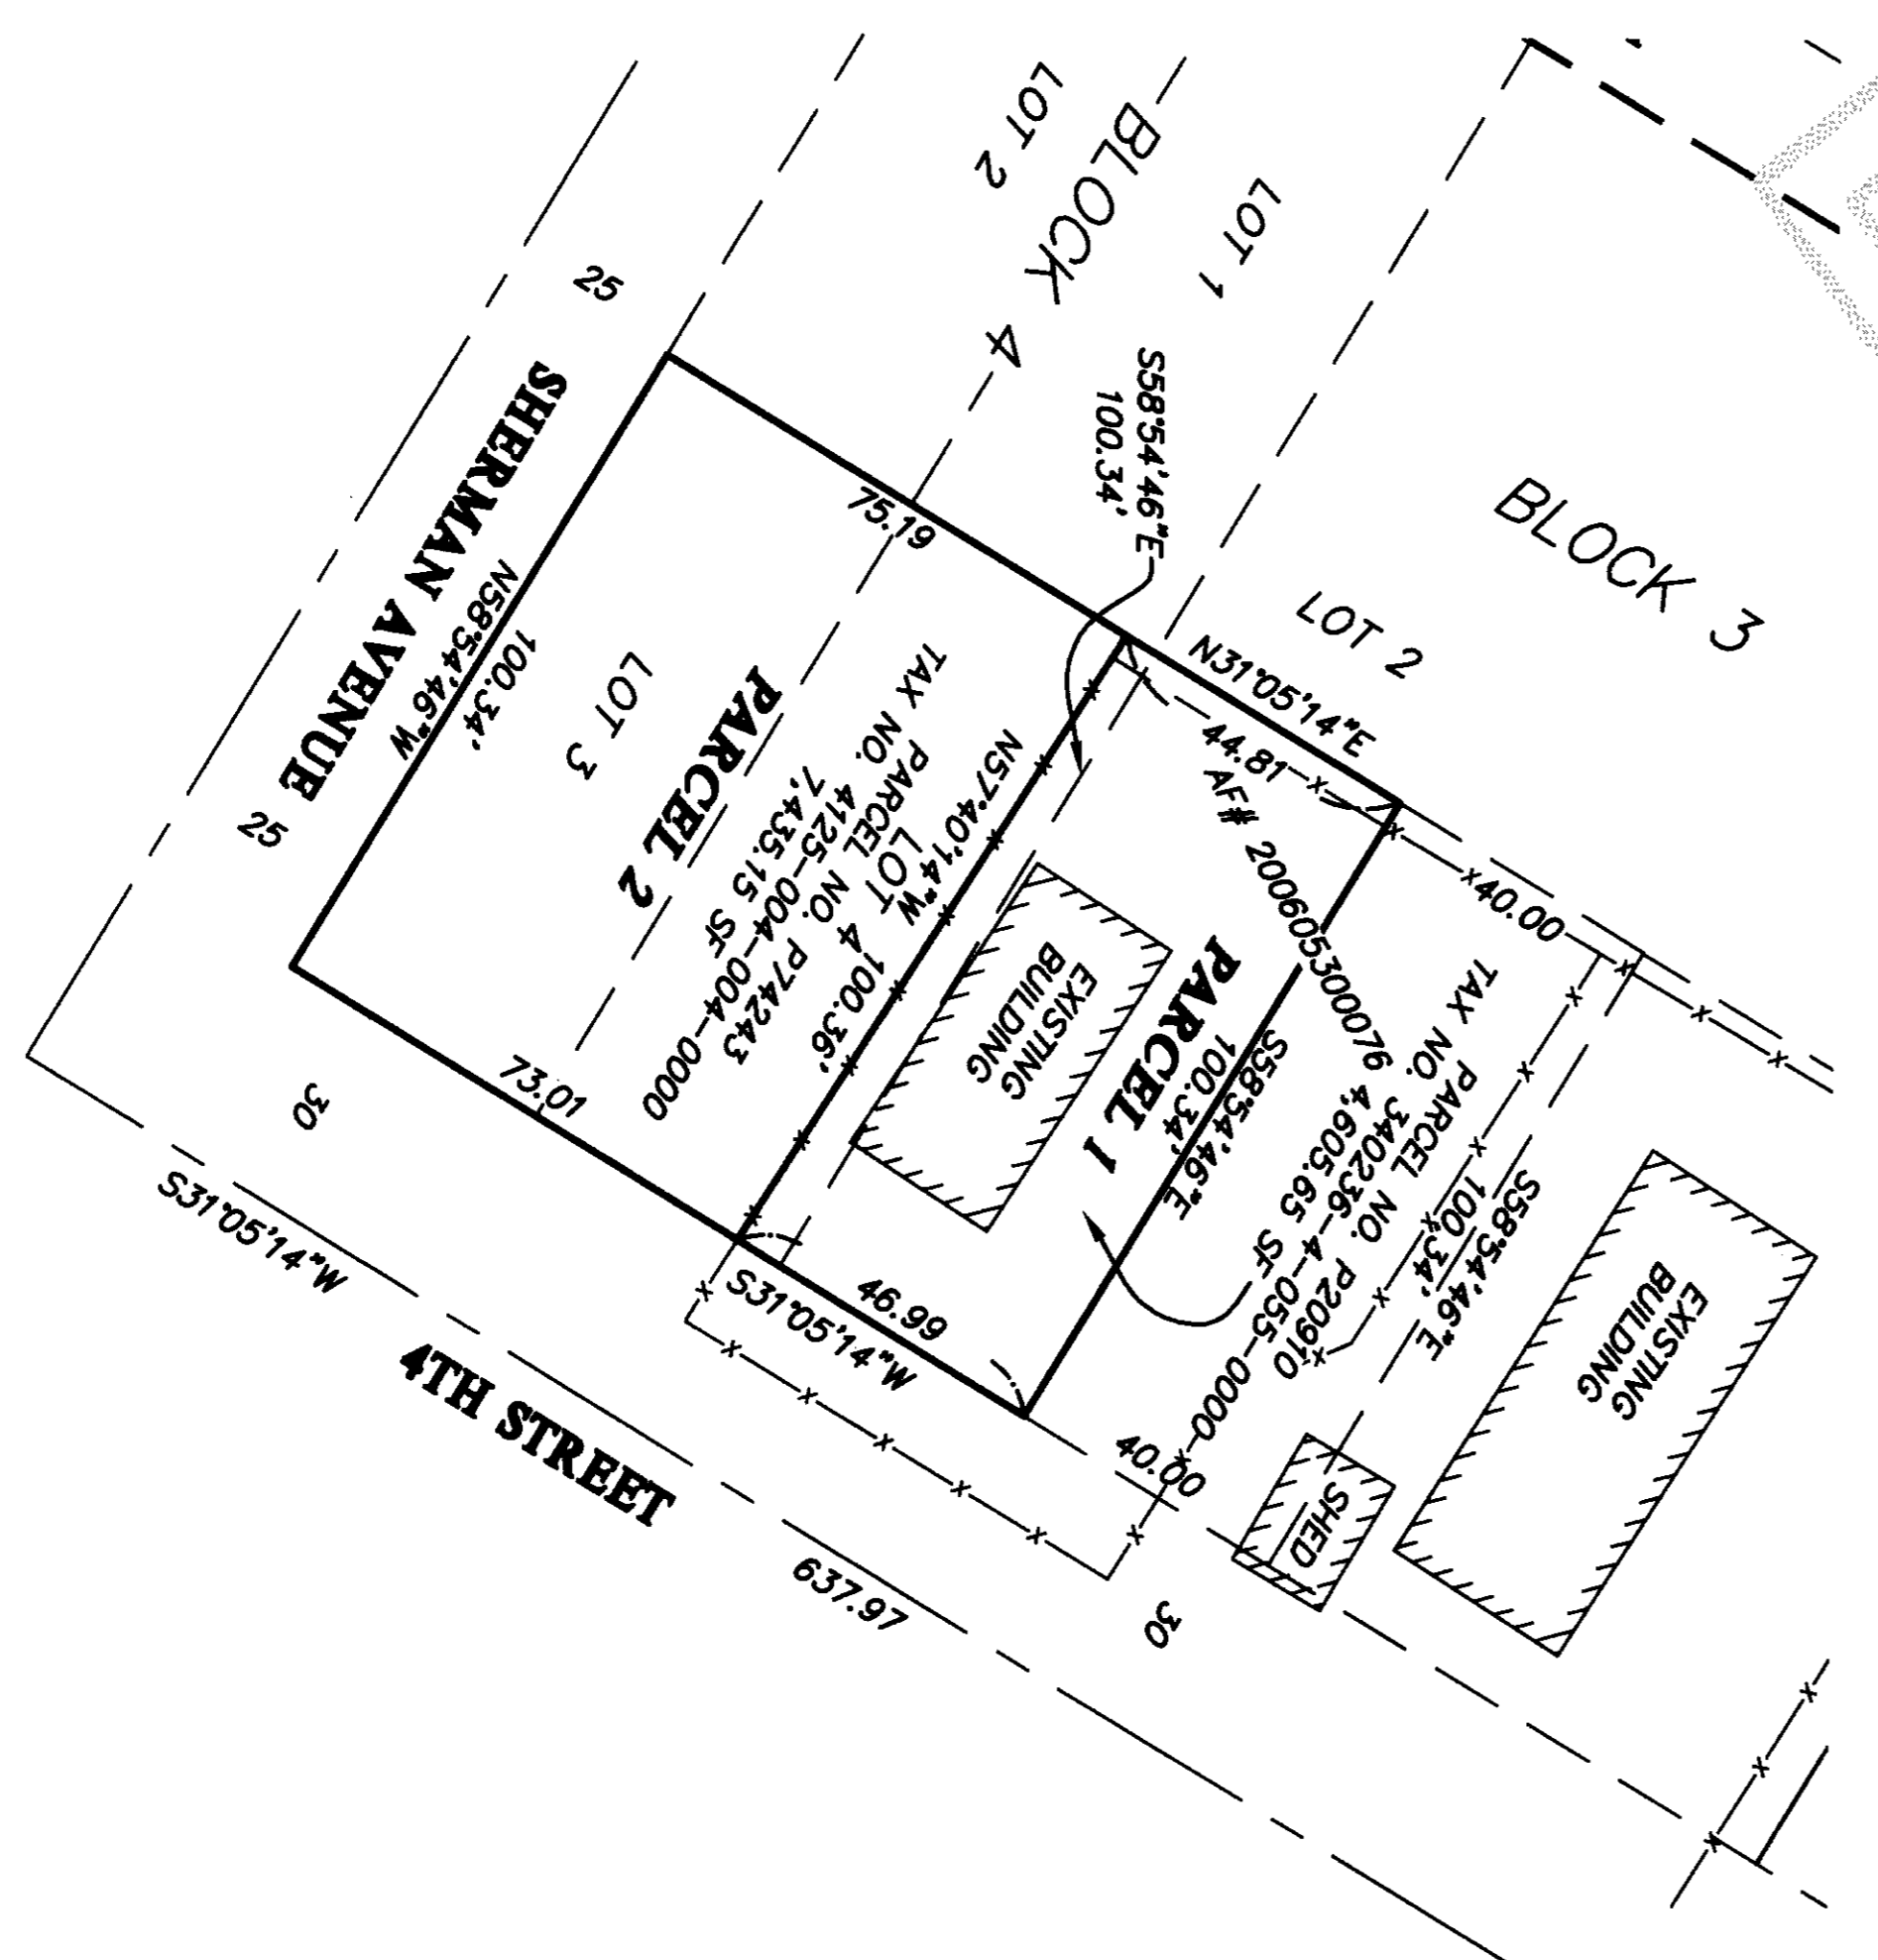 LOT 2
BLOCK 4
LOT 1
BLOCK 3
LOT 2
25
SHERMAN AVENUE
25
N58°54'46"W
100.34'
75.19
S58°54'46"E
100.34'
N31°05'14"E
44.81
40.00
LOT 3
PARCEL 2
TAX PARCEL NO. P74243
TAX LOT NO. 4125-004-004-0000
7,435.15 SF
N57°40'14"W 100.36'
EXISTING
BUILDING
PARCEL 1
S58°54'46"E
100.34'
AF# 200605300076
TAX PARCEL NO. P20910
NO. 340236-4-055-0000
4,605.65 SF
S58°54'46"E
100.34'
EXISTING
BUILDING
SHED
73.01
46.99
S31°05'14"W
40.00
30
S31°05'14"W
4TH STREET
637.97
30